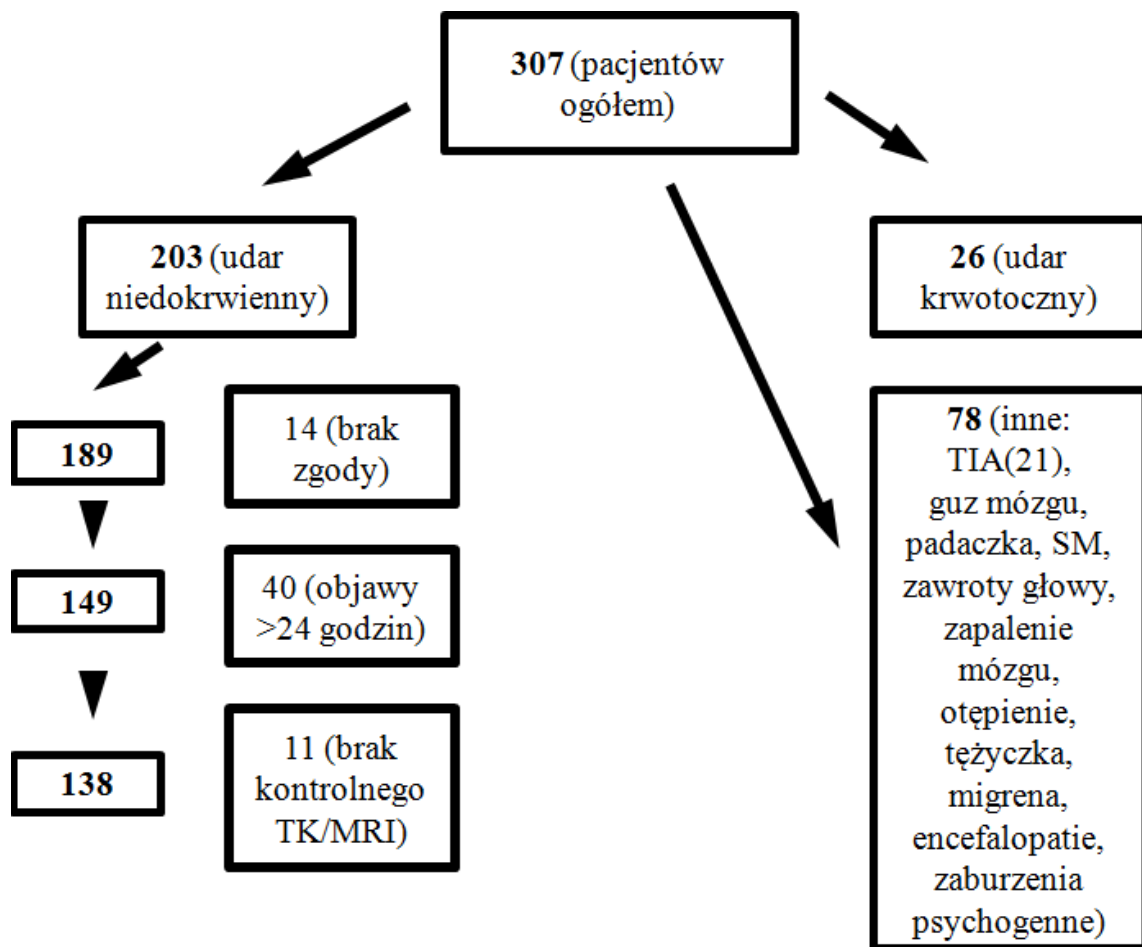 307 (pacjentów
ogółem)
203 (udar
niedokrwienny)
26 (udar
krwotoczny)
189
14 (brak
zgody)
149
40 (objawy
>24 godzin)
138
11 (brak
kontrolnego
TK/MRI)
78 (inne:
TIA(21),
guz mózgu,
padaczka, SM,
zawroty głowy,
zapalenie
mózgu,
otępienie,
tężyczka,
migrena,
encefalopatie,
zaburzenia
psychogenne)